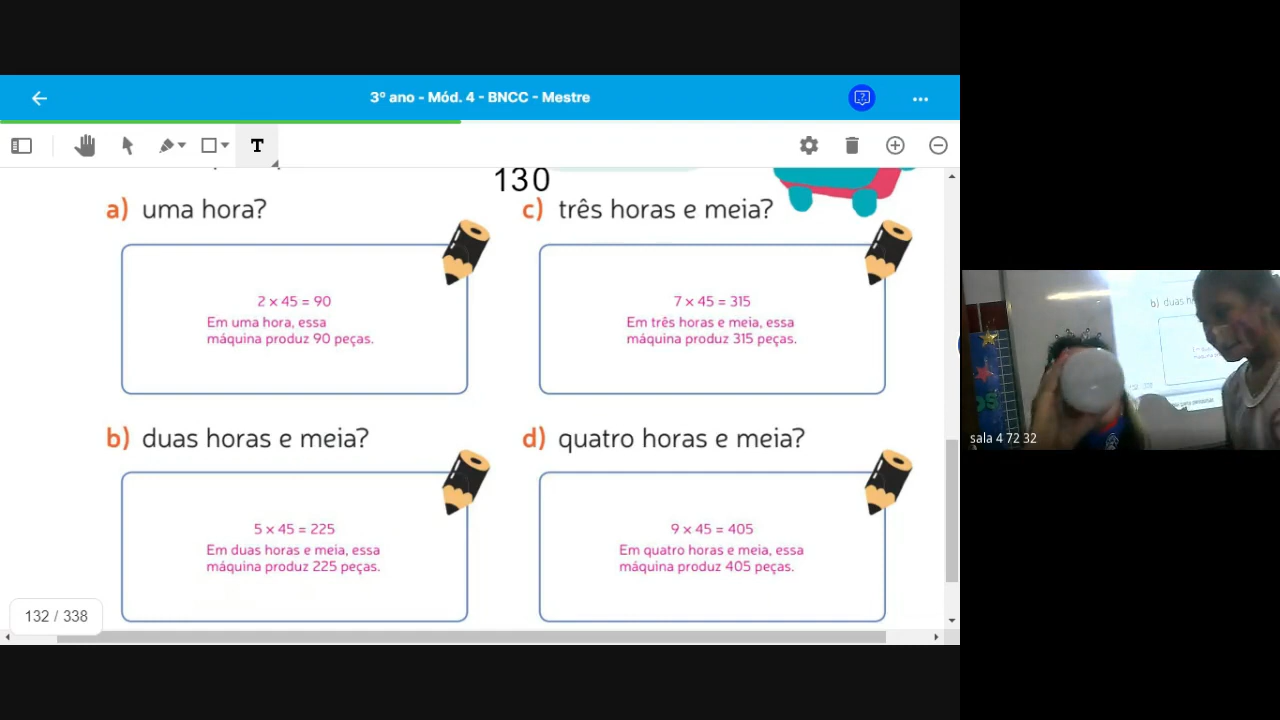 3º ano - Mód. 4 - BNCC - Mestre
T
130
a) uma hora?
c) três horas e meia?
2 x 45 = 90
Em uma hora, essa
máquina produz 90 peças.
7 x 45 = 315
Em três horas e meia, essa
máquina produz 315 peças.
b) duas horas e meia?
d) quatro horas e meia?
5 x 45 = 225
Em duas horas e meia, essa
máquina produz 225 peças.
9 x 45 = 405
Em quatro horas e meia, essa
máquina produz 405 peças.
132 / 338
b) duas
sala 4 72 32